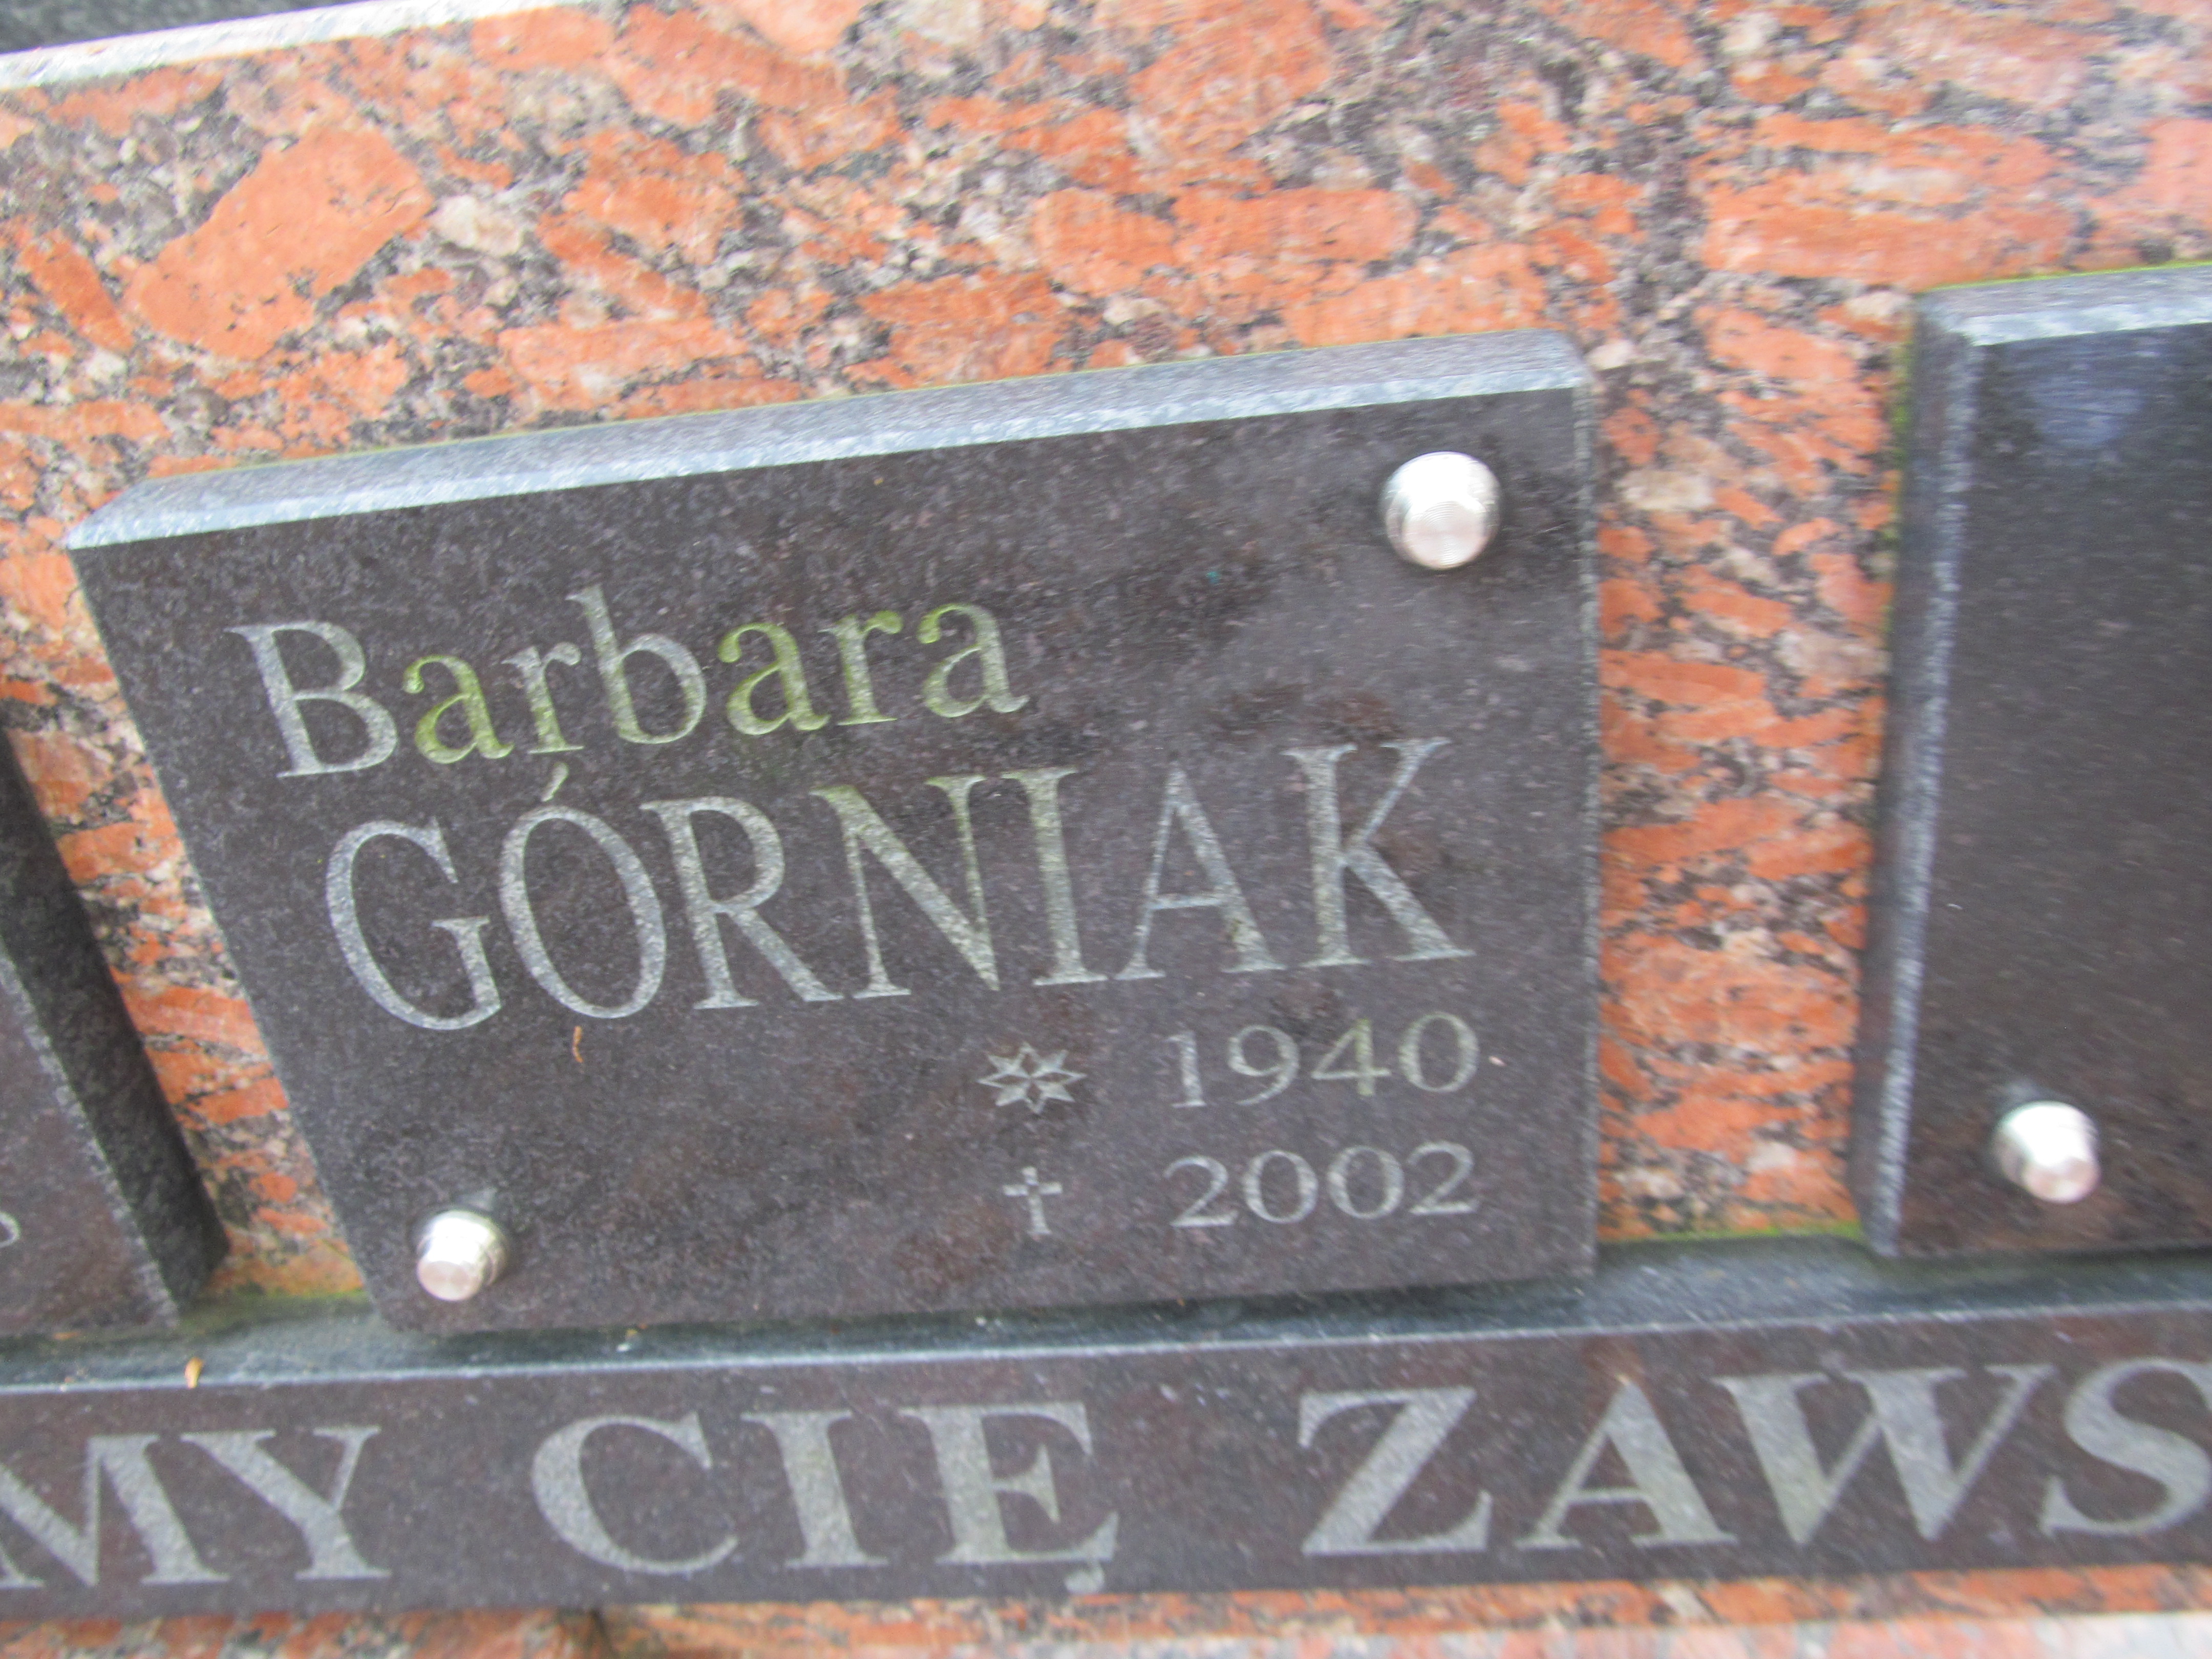 Barbara
GÓRNIAK
* 1940
† 2002
MY CIĘ ZAWS